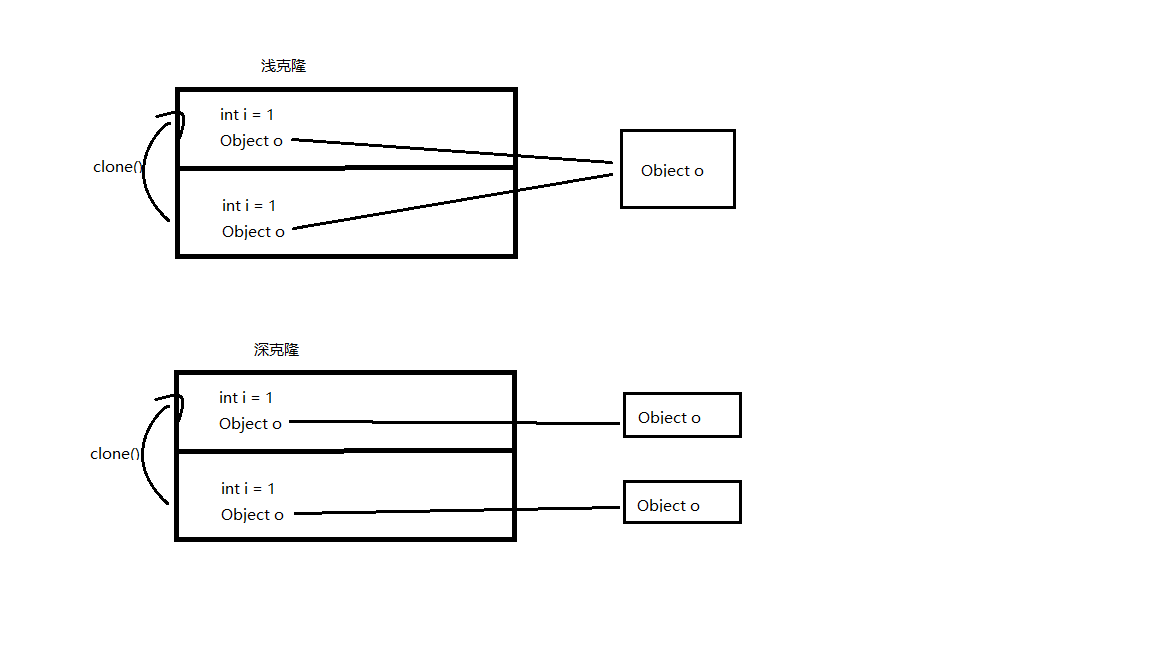 浅克隆
int i = 1
Object o
clone()
Object o
int i = 1
Object o
深克隆
int i = 1
Object o
Object o
clone()
int i = 1
Object o
Object o